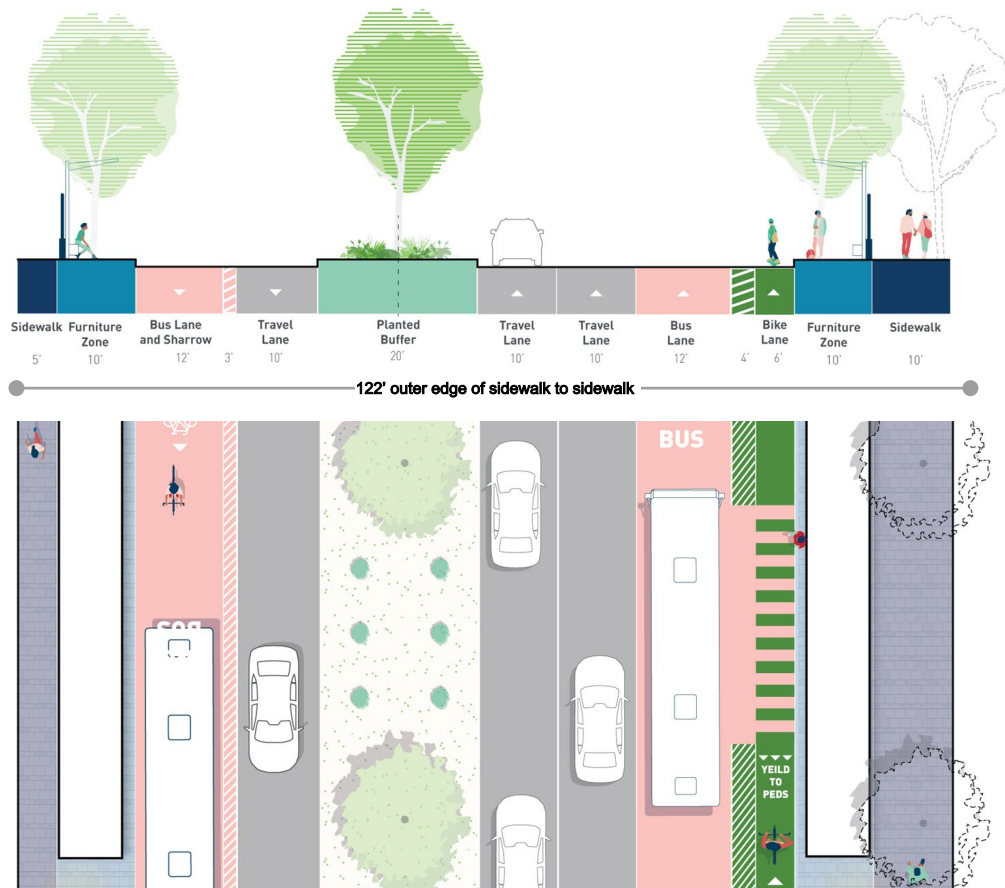 Sidewalk
5'
Furniture
Zone
10'
Bus Lane
and Sharrow
12'
3'
Travel
Lane
10'
Planted
Buffer
20'
Travel
Lane
10'
Travel
Lane
10'
Bus
Lane
12'
4'
Bike
Lane
6'
Furniture
Zone
10'
Sidewalk
10'
122' outer edge of sidewalk to sidewalk
BUS
BUS
YEILD
TO
PEDS